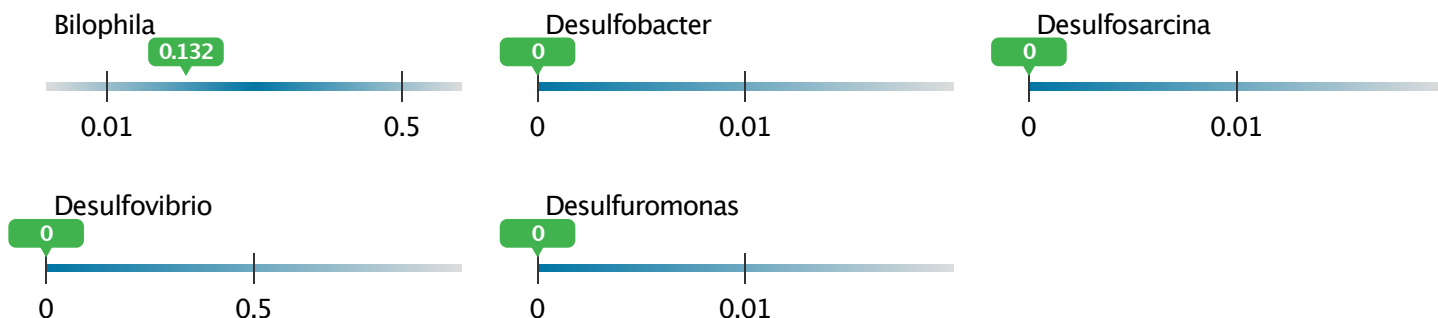 Bilophila
0.132
0.01 0.5
Desulfobacter
0
0 0.01
Desulfosarcina
0
0 0.01
Desulfovibrio
0
0 0.5
Desulfuromonas
0
0 0.01